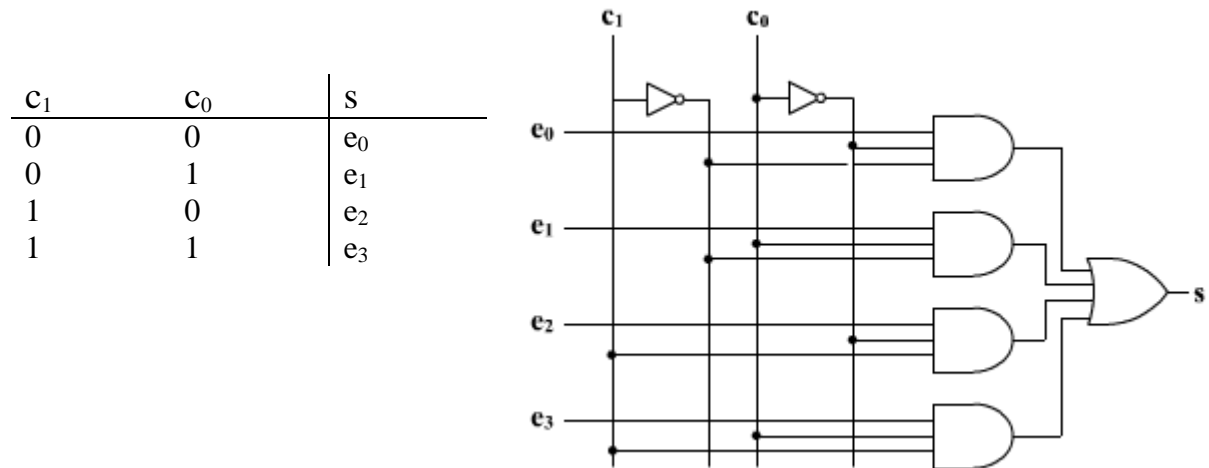 c₁ c₀ s
0 0 e₀
0 1 e₁
1 0 e₂
1 1 e₃
c₁ c₀
e₀
e₁
e₂
s
e₃